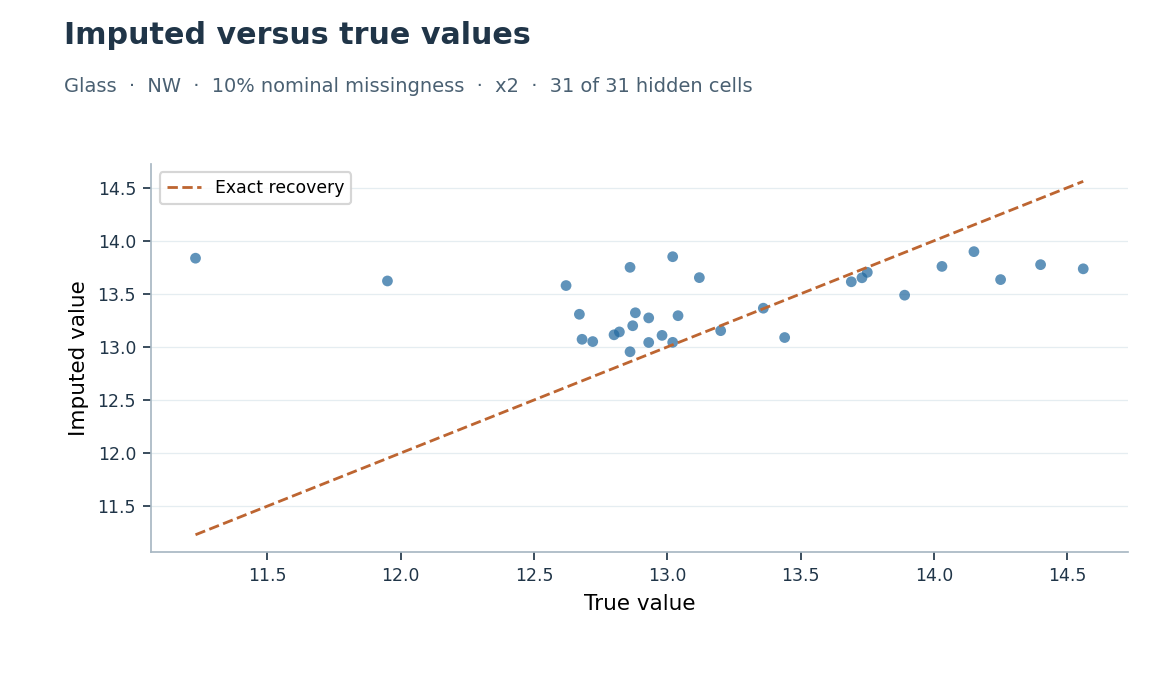 Imputed versus true values
Glass · NW · 10% nominal missingness · x2 · 31 of 31 hidden cells
Exact recovery
14.5
14.0
13.5
13.0
12.5
12.0
11.5
Imputed value
11.5 12.0 12.5 13.0 13.5 14.0 14.5
True value